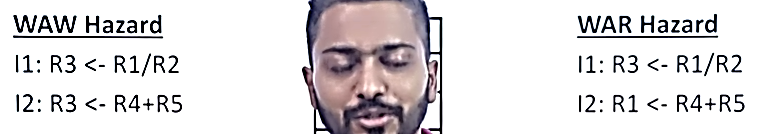 WAW Hazard
I1: R3 <- R1/R2
I2: R3 <- R4+R5
WAR Hazard
I1: R3 <- R1/R2
I2: R1 <- R4+R5